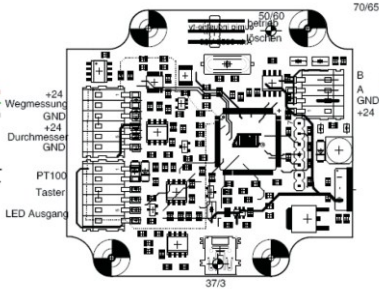 70/65
50/60
betrieb
löschen
+24
Wegmessung
GND
+24
Durchmesser
GND
PT100
Taster
LED Ausgang
B
A
GND
+24
ATMEL
37/3